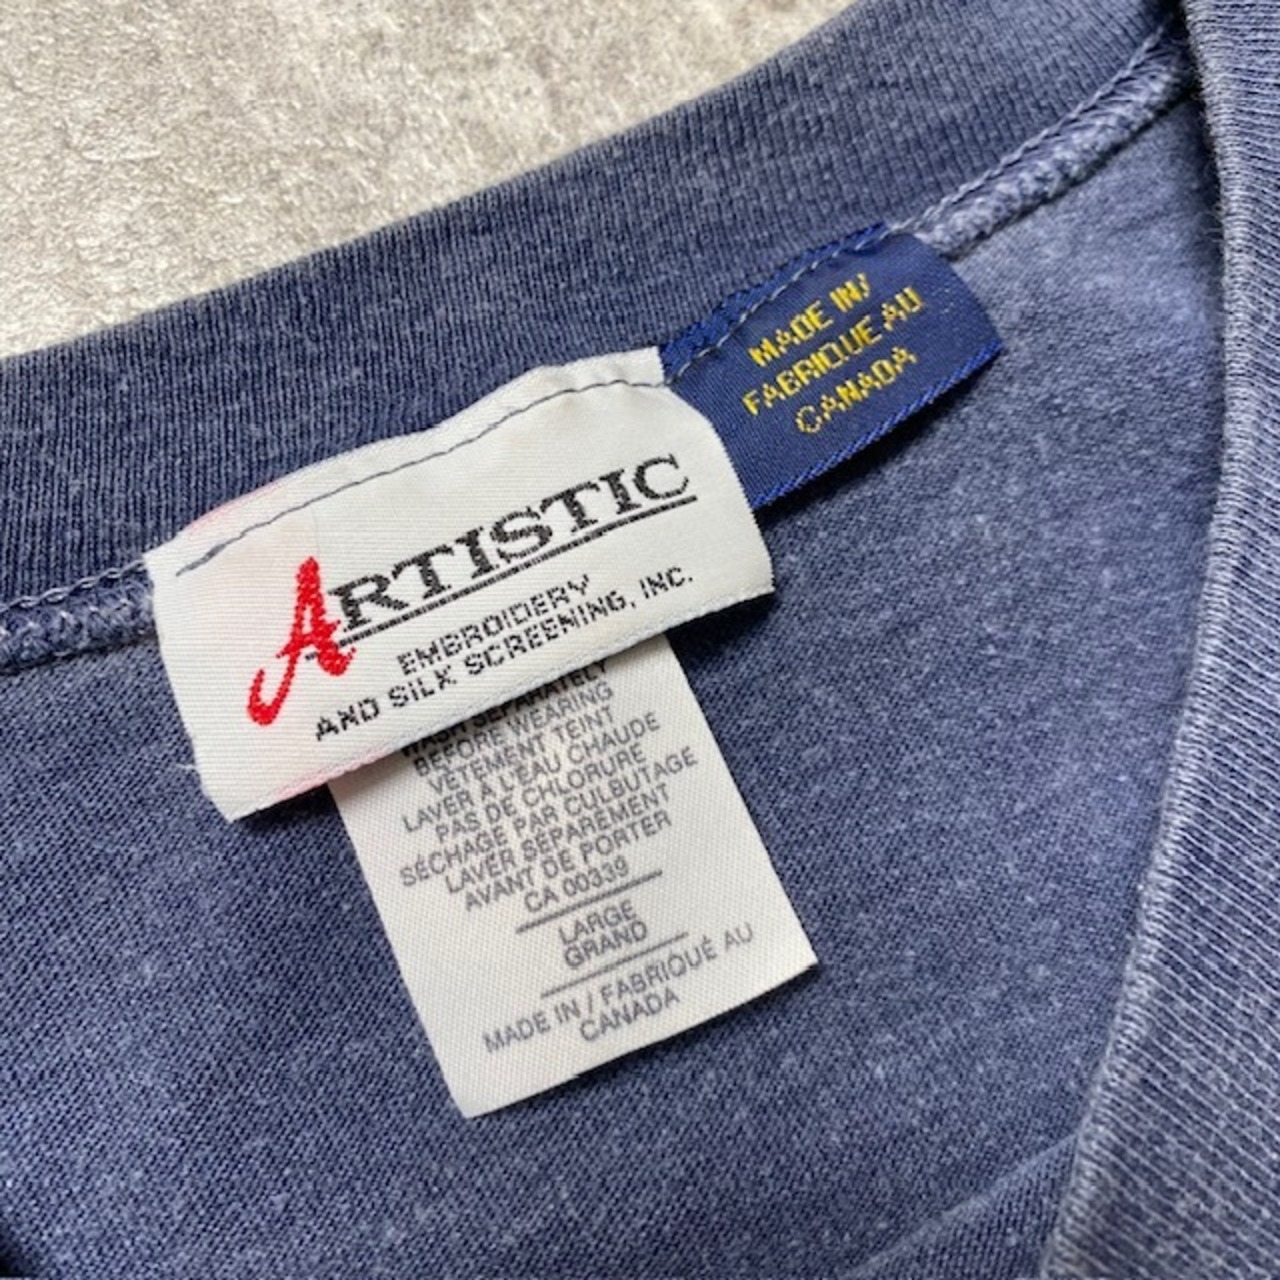 MADE IN/
FABRIQUE AU
CANADA
ARTISTIC
EMBROIDERY
AND SILK SCREENING, INC.
WASH SEPARATELY
BEFORE WEARING
VÊTEMENT TEINT
LAVER À L'EAU CHAUDE
PAS DE CHLORURE
SÉCHAGE PAR CULBUTAGE
LAVER SÉPARÉMENT
AVANT DE PORTER
CA 00339
LARGE
GRAND
MADE IN / FABRIQUÉ AU
CANADA